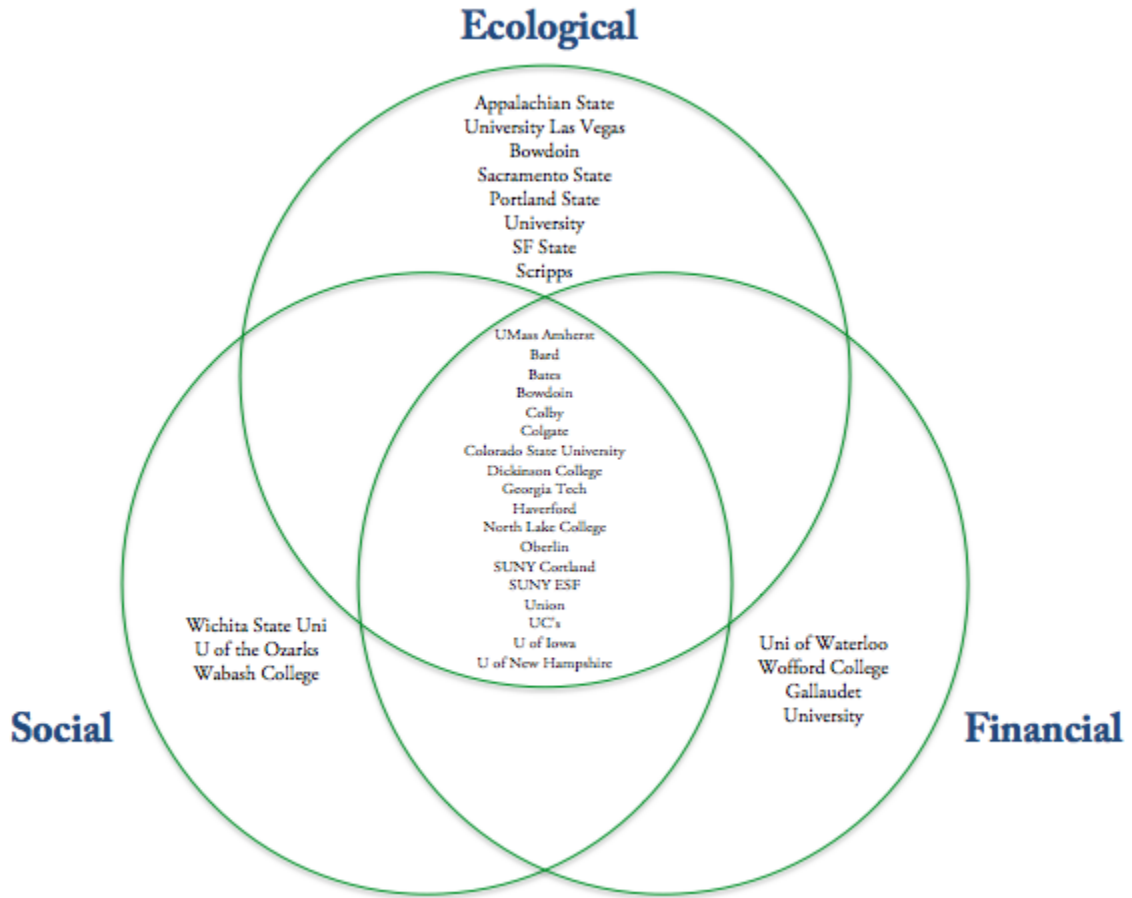 Ecological
Appalachian State
University Las Vegas
Bowdoin
Sacramento State
Portland State
University
SF State
Scripps
UMass Amherst
Bard
Bates
Bowdoin
Colby
Colgate
Colorado State University
Dickinson College
Georgia Tech
Haverford
North Lake College
Oberlin
SUNY Cortland
SUNY ESF
Union
UC's
U of Iowa
U of New Hampshire
Wichita State Uni
U of the Ozarks
Wabash College
Uni of Waterloo
Wofford College
Gallaudet
University
Social
Financial